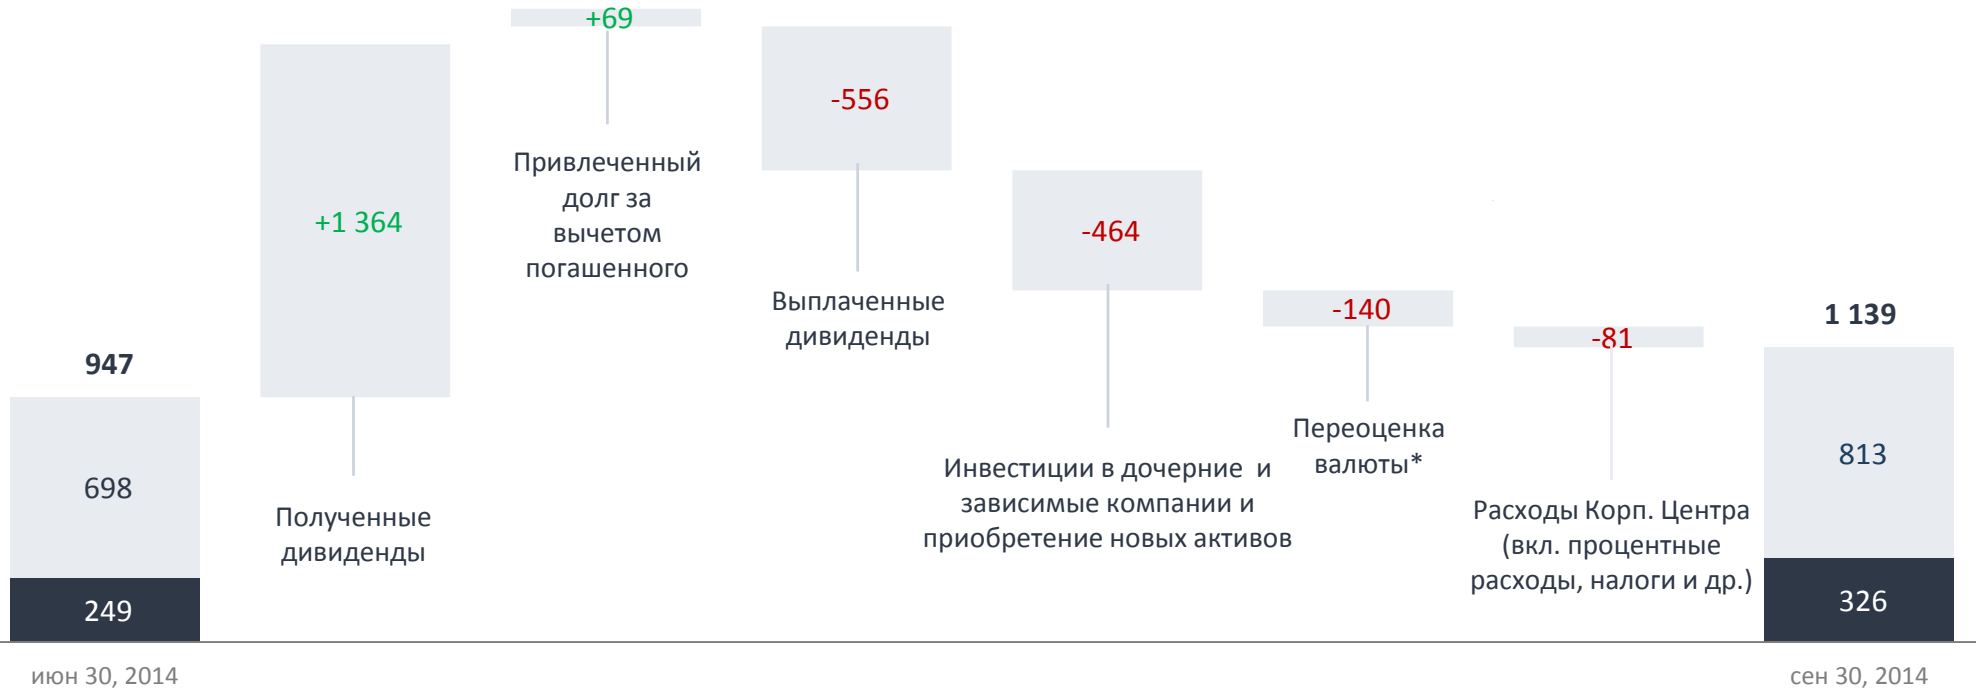 947
698
249
июн 30, 2014
+1 364
Полученные
дивиденды
+69
Привлеченный
долг за
вычетом
погашенного
-556
Выплаченные
дивиденды
-464
Инвестиции в дочерние  и
зависимые компании и
приобретение новых активов
-140
Переоценка
валюты*
-81
Расходы Корп. Центра
(вкл. процентные
расходы, налоги и др.)
1 139
813
326
сен 30, 2014